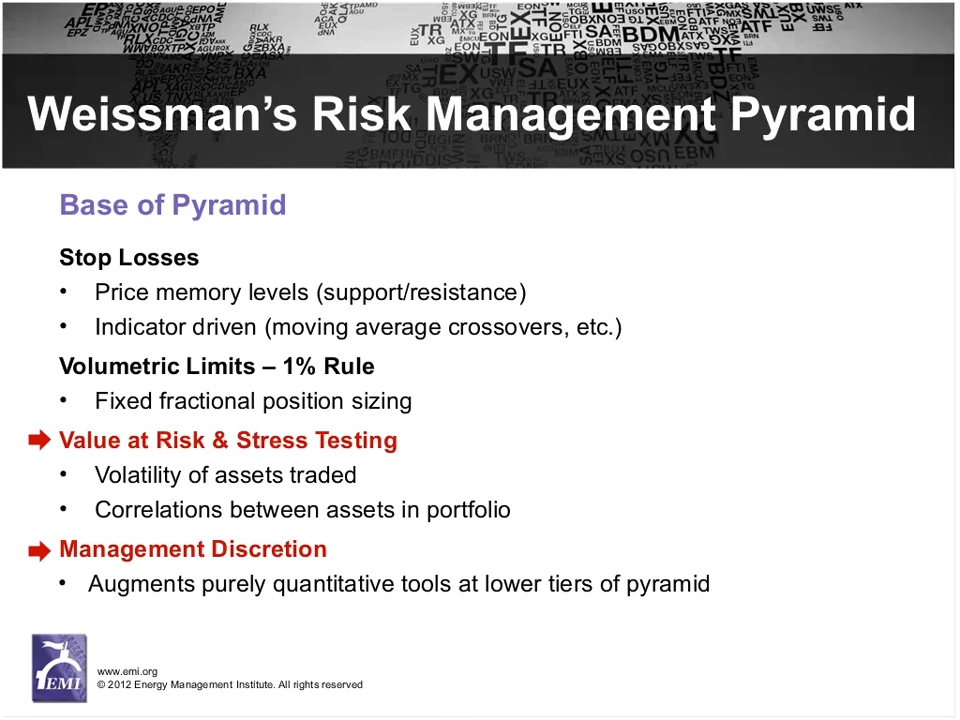 Weissman’s Risk Management Pyramid
Base of Pyramid
Stop Losses
• Price memory levels (support/resistance)
• Indicator driven (moving average crossovers, etc.)
Volumetric Limits – 1% Rule
• Fixed fractional position sizing
Value at Risk & Stress Testing
• Volatility of assets traded
• Correlations between assets in portfolio
Management Discretion
• Augments purely quantitative tools at lower tiers of pyramid
EMI
www.emi.org
© 2012 Energy Management Institute. All rights reserved